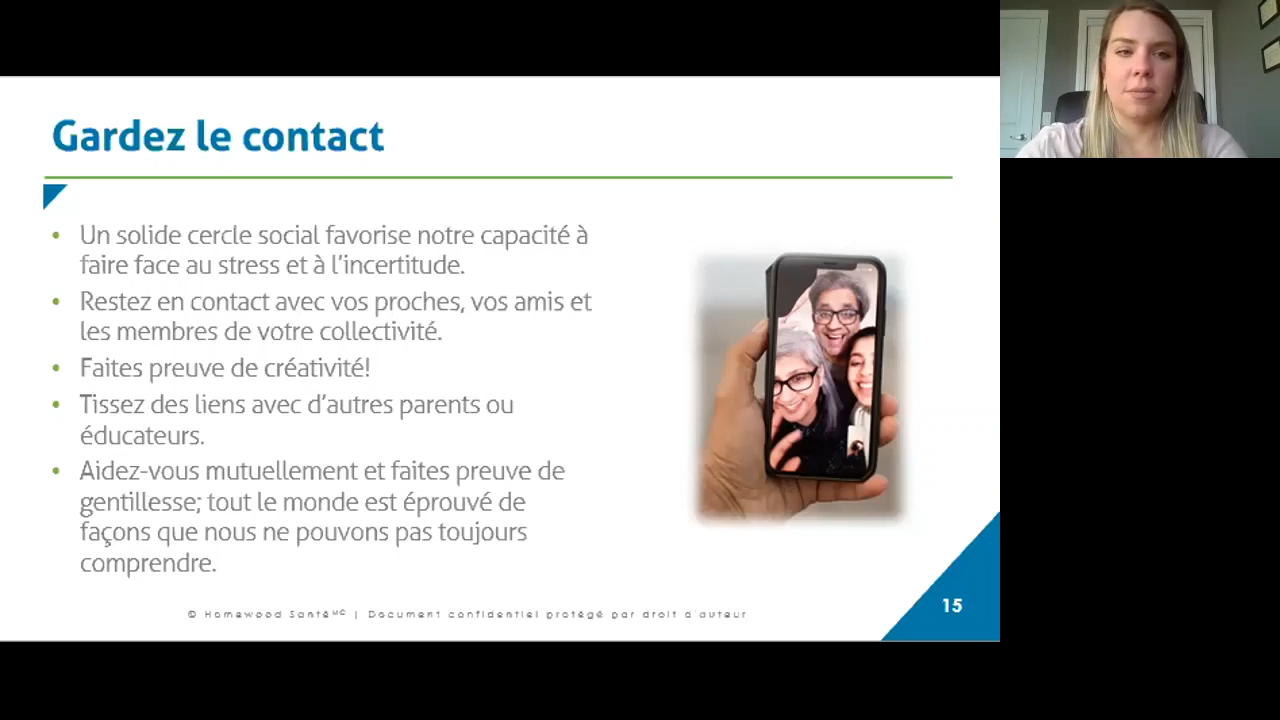 Gardez le contact
• Un solide cercle social favorise notre capacité à
faire face au stress et à l'incertitude.
• Restez en contact avec vos proches, vos amis et
les membres de votre collectivité.
• Faites preuve de créativité!
• Tissez des liens avec d'autres parents ou
éducateurs.
• Aidez-vous mutuellement et faites preuve de
gentillesse; tout le monde est éprouvé de
façons que nous ne pouvons pas toujours
comprendre.
© Homewood Santé MC | Document confidentiel protégé par droit d'auteur
15